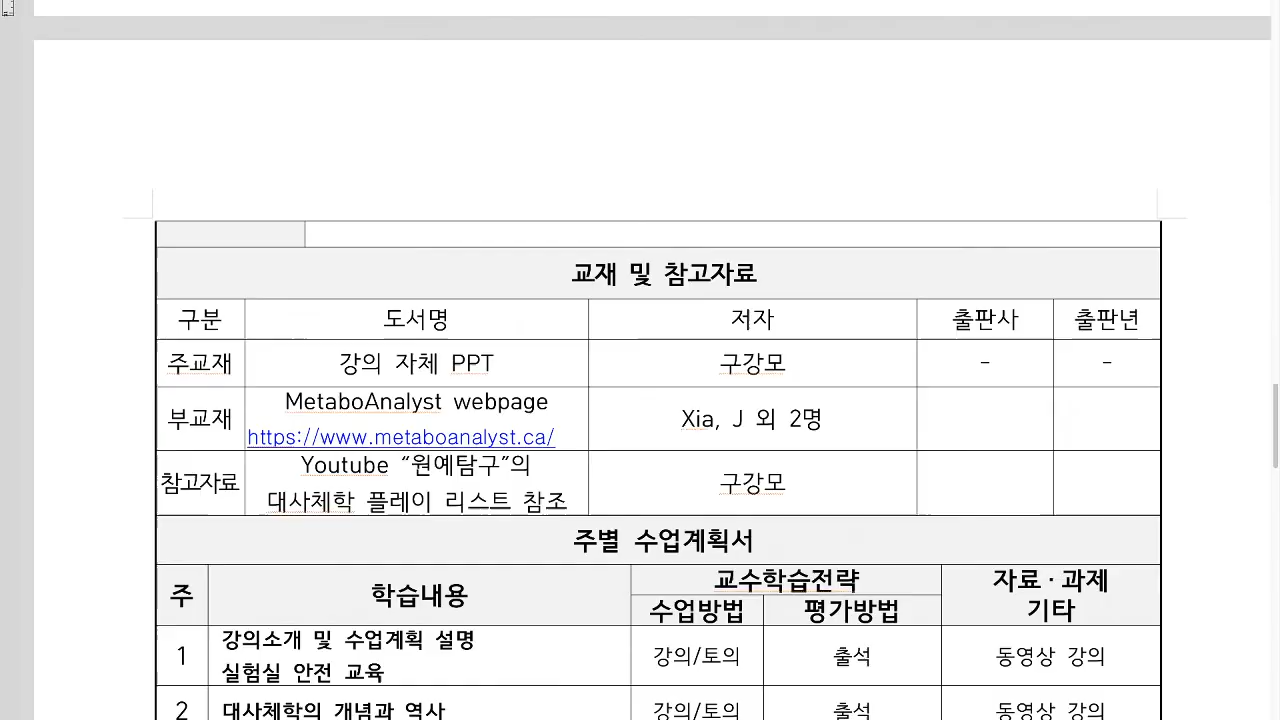 교재 및 참고자료
구분 도서명 저자 출판사 출판년
주교재 강의 자체 PPT 구강모 - -
부교재 MetaboAnalyst webpage
https://www.metaboanalyst.ca/ Xia, J 외 2명
참고자료 Youtube “원예탐구”의
대사체학 플레이 리스트 참조 구강모
주별 수업계획서
주 학습내용 교수학습전략 자료·과제
기타
수업방법 평가방법
1 강의소개 및 수업계획 설명
실험실 안전 교육 강의/토의 출석 동영상 강의
2 대사체학의 개념과 역사 강의/토의 출석 동영상 강의